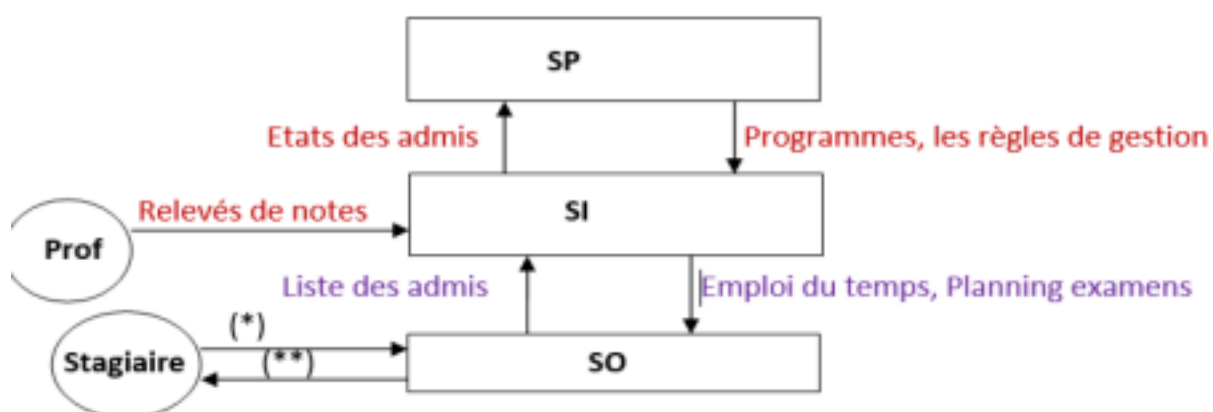 SP
Etats des admis
Programmes, les règles de gestion
Relevés de notes
SI
Prof
Liste des admis
Emploi du temps, Planning examens
(*)
Stagiaire
(**)
SO